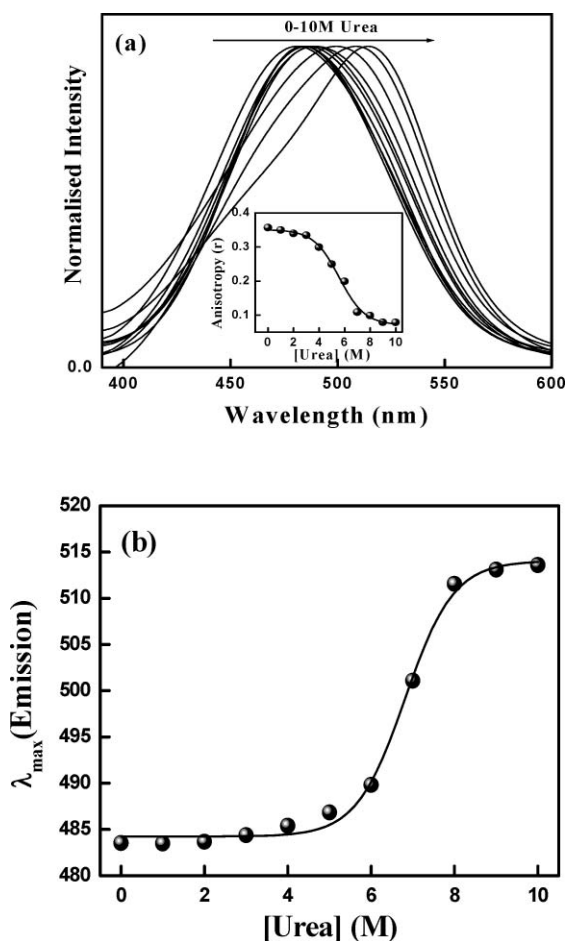 (a)
0-10M Urea
Normalised Intensity
0.0
0.4
0.3
0.2
0.1
Anisotropy (r)
0 2 4 6 8 10
[Urea] (M)
400 450 500 550 600
Wavelength (nm)
(b)
520
515
510
505
500
495
490
485
480
λmax(Emission)
0 2 4 6 8 10
[Urea] (M)